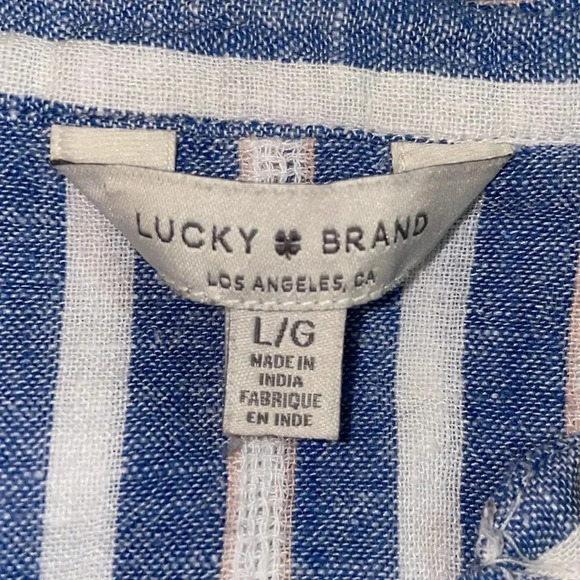 LUCKY BRAND
LOS ANGELES, CA
L/G
MADE IN
INDIA
FABRIQUE
EN INDE